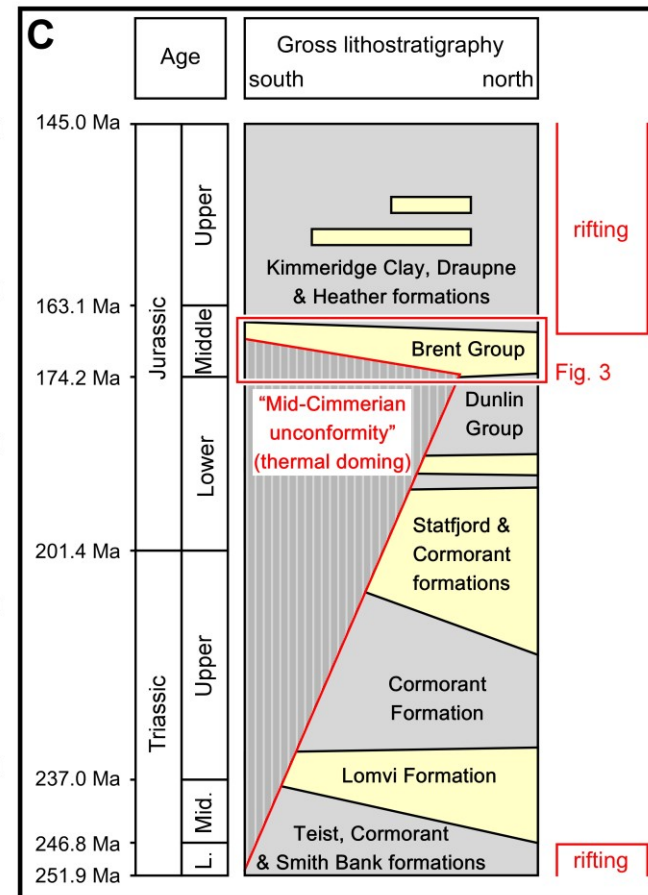 C
Age
Gross lithostratigraphy
south
north
145.0 Ma
Jurassic
Upper
Kimmeridge Clay, Draupne
& Heather formations
rifting
163.1 Ma
Middle
Brent Group
Fig. 3
174.2 Ma
Lower
"Mid-Cimmerian
unconformity"
(thermal doming)
Dunlin
Group
Statfjord &
Cormorant
formations
201.4 Ma
Triassic
Upper
Cormorant
Formation
237.0 Ma
Mid.
Lomvi Formation
246.8 Ma
L.
Teist, Cormorant
& Smith Bank formations
rifting
251.9 Ma